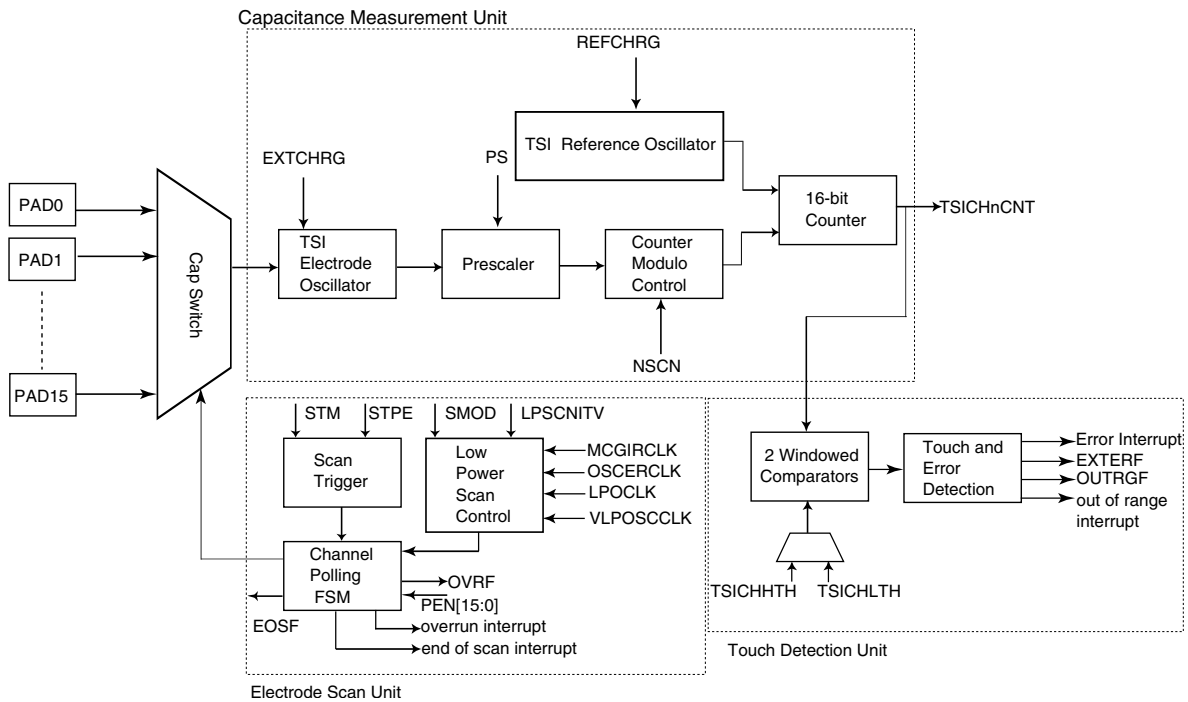 Capacitance Measurement Unit
REFCHRG
TSI Reference Oscillator
EXTCHRG
PS
PAD0
PAD1
PAD15
Cap Switch
TSI
Electrode
Oscillator
Prescaler
Counter
Modulo
Control
NSCN
16-bit
Counter
TSICHnCNT
STM
STPE
SMOD
LPSCNITV
Scan
Trigger
Low
Power
Scan
Control
MCGIRCLK
OSCERCLK
LPOCLK
VLPOSCCLK
Channel
Polling
FSM
OVRF
PEN[15:0]
EOSF
overrun interrupt
end of scan interrupt
Electrode Scan Unit
2 Windowed
Comparators
Touch and
Error
Detection
Error Interrupt
EXTERF
OUTRGF
out of range
interrupt
TSICHHTH
TSICHLTH
Touch Detection Unit